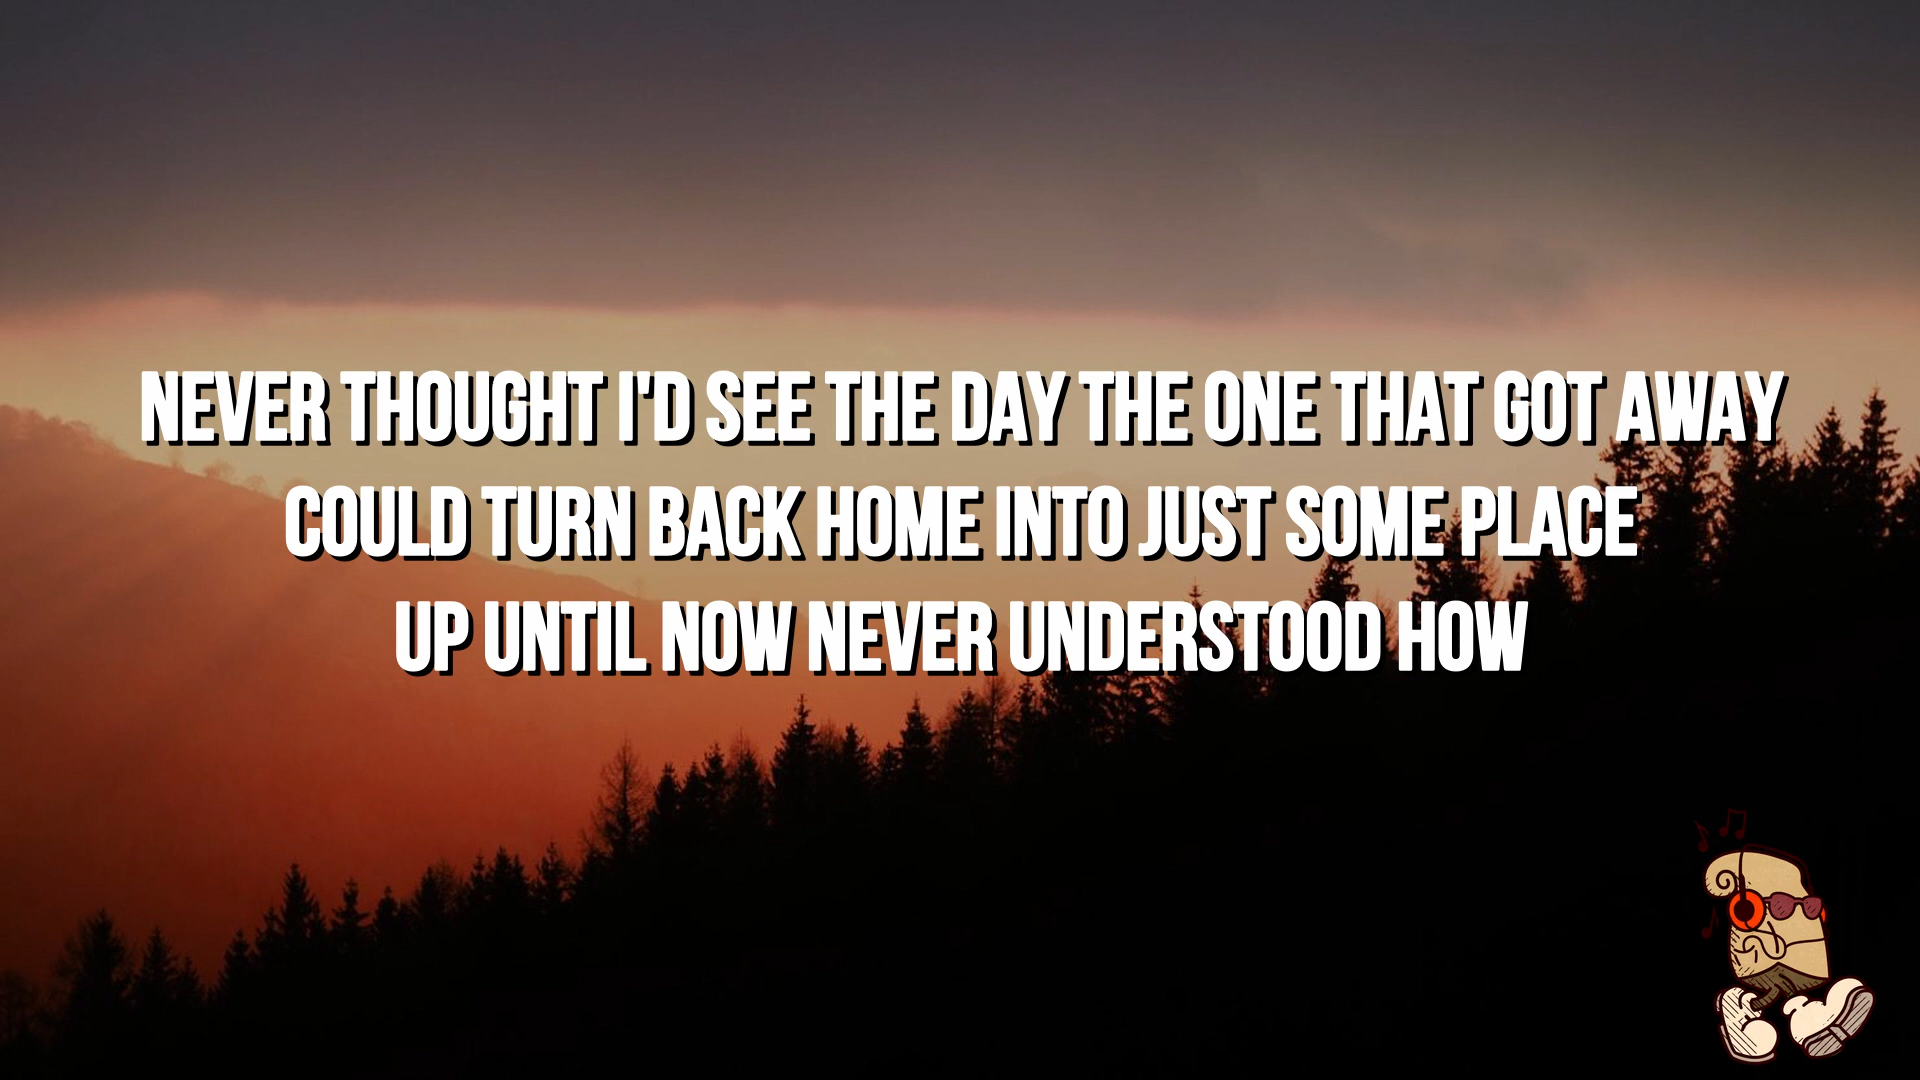 NEVER THOUGHT I'D SEE THE DAY THE ONE THAT GOT AWAY
COULD TURN BACK HOME INTO JUST SOME PLACE
UP UNTIL NOW NEVER UNDERSTOOD HOW